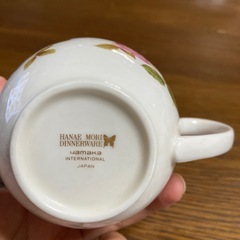 HANAE MORI
DINNERWARE
yamaka
INTERNATIONAL
JAPAN